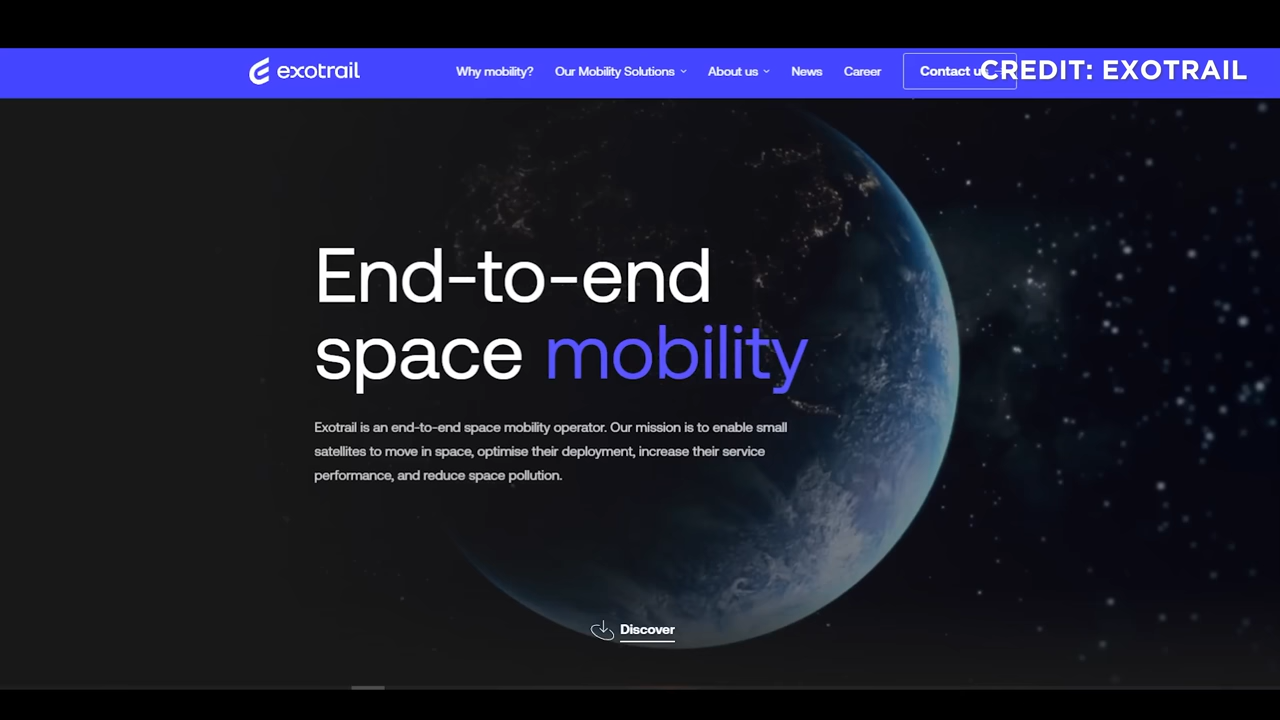 exotrail
Why mobility?
Our Mobility Solutions
About us
News
Career
Contact us
CREDIT: EXOTRAIL
End-to-end
space mobility
Exotrail is an end-to-end space mobility operator. Our mission is to enable small
satellites to move in space, optimise their deployment, increase their service
performance, and reduce space pollution.
Discover